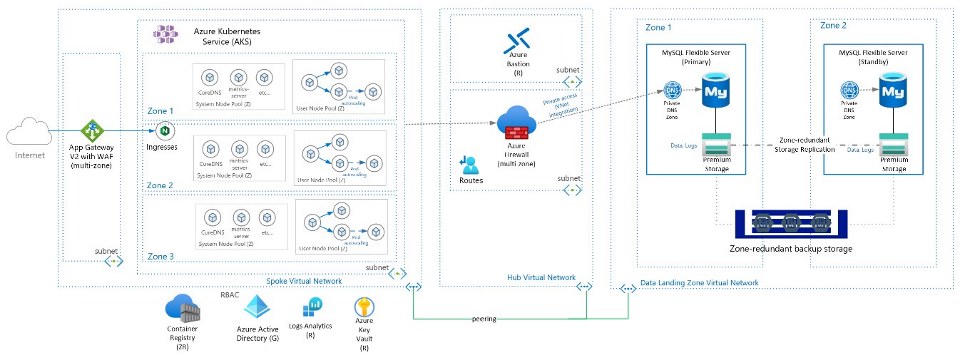 Azure Kubernetes
Service (AKS)
CoreDNS
metrics-
server
etc...
System Node Pool (Z)
Pod
autoscaling
User Node Pool (Z)
Zone 1
CoreDNS
metrics
server
etc...
System Node Pool (Z)
Pod
autoscaling
User Node Pool (Z)
Zone 2
CoreDNS
metrics
server
etc...
System Node Pool (Z)
Pod
autoscaling
User Node Pool (Z)
Zone 3
Internet
App Gateway
V2 with WAF
(multi-zone)
Ingresses
subnet
subnet
Spoke Virtual Network
Azure
Bastion
(R)
subnet
Azure
Firewall
(multi zone)
Routes
subnet
Hub Virtual Network
Private access
(VNet
Integration)
Zone 1
MySQL Flexible Server
(Primary)
DNS
Private
DNS
Zone
My
Data Logs
Premium
Storage
Zone-redundant
Storage Replication
Zone 2
MySQL Flexible Server
(Standby)
DNS
Private
DNS
Zone
My
Data Logs
Premium
Storage
Zone-redundant backup storage
Data Landing Zone Virtual Network
peering
RBAC
Container
Registry
(ZR)
Azure Active
Directory (G)
Logs Analytics
(R)
Azure
Key
Vault
(R)